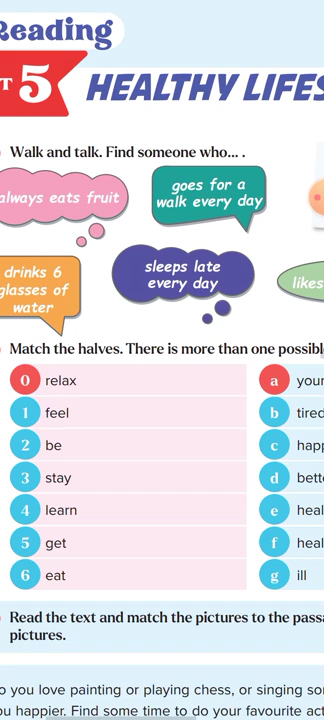 Reading
T 5
HEALTHY LIFES
Walk and talk. Find someone who... .
always eats fruit
goes for a
walk every day
drinks 6
glasses of
water
sleeps late
every day
likes
Match the halves. There is more than one possibl
0 relax
a your
1 feel
b tired
2 be
c happ
3 stay
d bette
4 learn
e heal
5 get
f heal
6 eat
g ill
Read the text and match the pictures to the passa
pictures.
o you love painting or playing chess, or singing so
ou happier. Find some time to do your favourite act